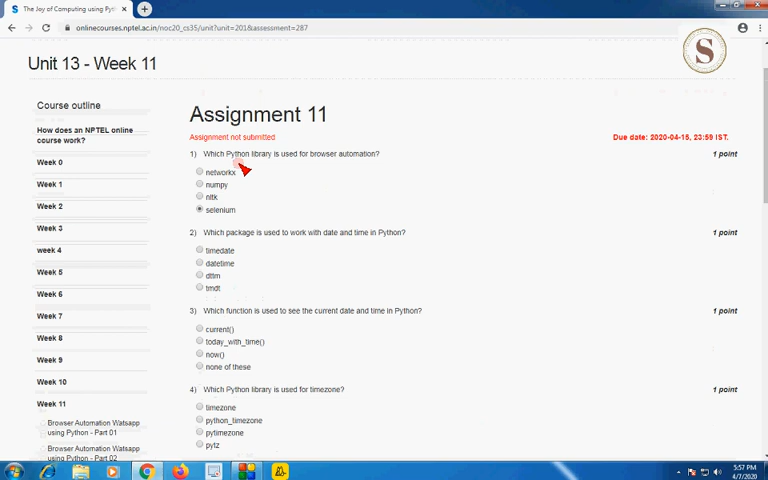 The Joy of Computing using Pyt
onlinecourses.nptel.ac.in/noc20_cs35/unit?unit=201&assessment=287
S
Unit 13 - Week 11
Course outline
How does an NPTEL online
course work?
Week 0
Week 1
Week 2
Week 3
week 4
Week 5
Week 6
Week 7
Week 8
Week 9
Week 10
Week 11
Browser Automation Watsapp
using Python - Part 01
Browser Automation Watsapp
using Python - Part 02
Assignment 11
Assignment not submitted
Due date: 2020-04-15, 23:59 IST.
1) Which Python library is used for browser automation? 1 point
networkx
numpy
nltk
selenium
2) Which package is used to work with date and time in Python? 1 point
timedate
datetime
dttm
tmdt
3) Which function is used to see the current date and time in Python? 1 point
current()
today_with_time()
now()
none of these
4) Which Python library is used for timezone? 1 point
timezone
python_timezone
pytimezone
pytz
5:57 PM
4/7/2020